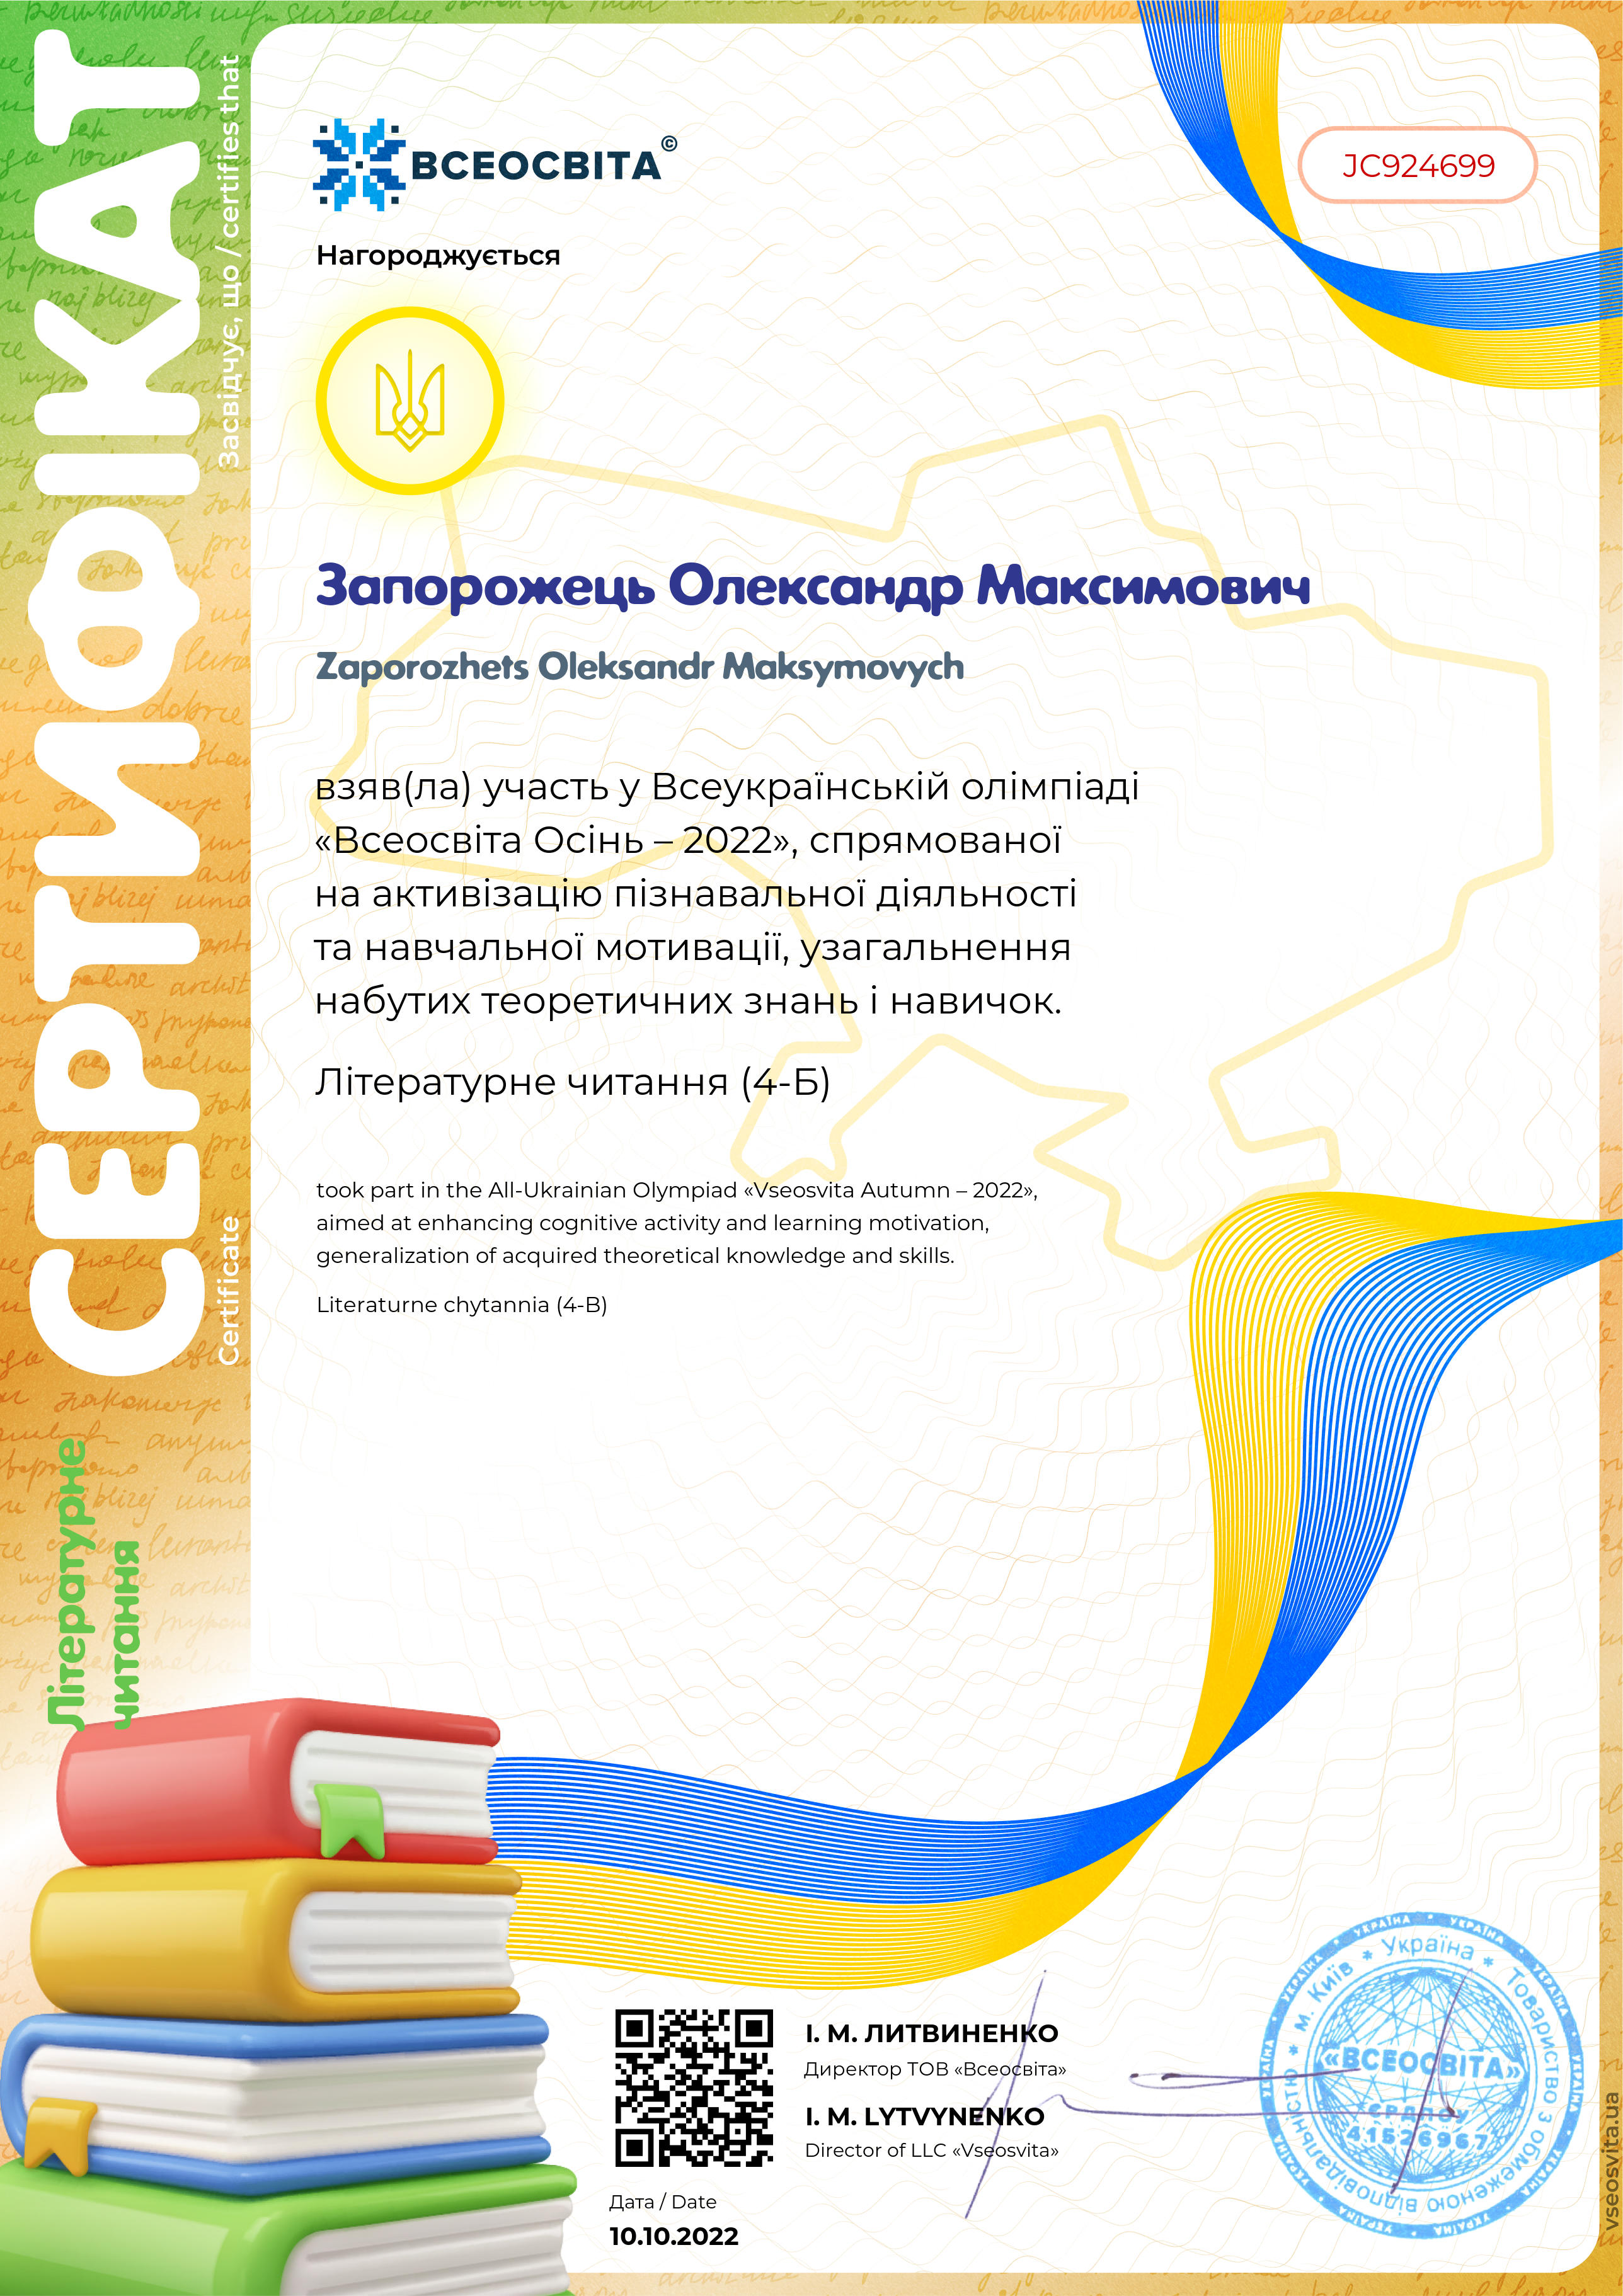 СЕРТИФІКАТ
Certificate
Засвідчує, що / certifies that
Літературне
читання
ВСЕОСВІТА©
JC924699
Нагороджується
Запорожець Олександр Максимович
Zaporozhets Oleksandr Maksymovych
взяв(ла) участь у Всеукраїнській олімпіаді
«Всеосвіта Осінь – 2022», спрямованої
на активізацію пізнавальної діяльності
та навчальної мотивації, узагальнення
набутих теоретичних знань і навичок.
Літературне читання (4-Б)
took part in the All-Ukrainian Olympiad «Vseosvita Autumn – 2022»,
aimed at enhancing cognitive activity and learning motivation,
generalization of acquired theoretical knowledge and skills.
Literaturne chytannia (4-B)
І. М. ЛИТВИНЕНКО
Директор ТОВ «Всеосвіта»
I. M. LYTVYNENKO
Director of LLC «Vseosvita»
Дата / Date
10.10.2022
Україна * Товариство з обмеженою відповідальністю * м. Київ *
«ВСЕОСВІТА»
ЄРДПОУ
41526967
vseosvita.ua